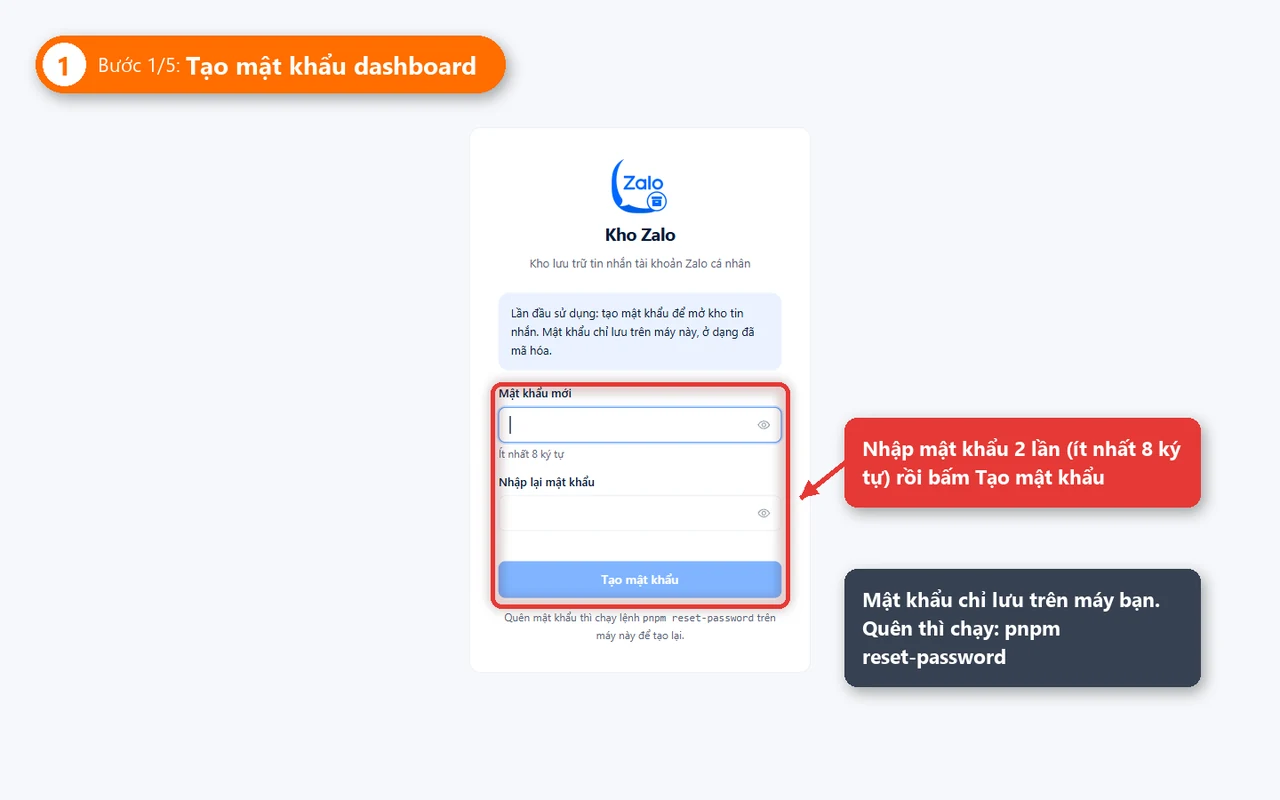 1 Bước 1/5: Tạo mật khẩu dashboard
Zalo
Kho Zalo
Kho lưu trữ tin nhắn tài khoản Zalo cá nhân
Lần đầu sử dụng: tạo mật khẩu để mở kho tin
nhắn. Mật khẩu chỉ lưu trên máy này, ở dạng đã
mã hóa.
Mật khẩu mới
Ít nhất 8 ký tự
Nhập lại mật khẩu
Tạo mật khẩu
Quên mật khẩu thì chạy lệnh pnpm reset-password trên
máy này để tạo lại.
Nhập mật khẩu 2 lần (ít nhất 8 ký
tự) rồi bấm Tạo mật khẩu
Mật khẩu chỉ lưu trên máy bạn.
Quên thì chạy: pnpm
reset-password